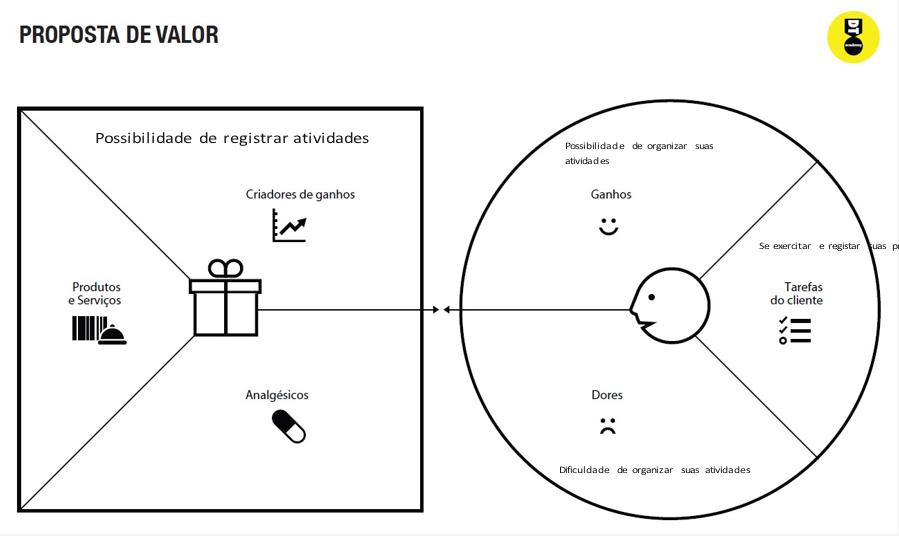 PROPOSTA DE VALOR
academy
Possibilidade de registrar atividades
Criadores de ganhos
Produtos
e Serviços
Analgésicos
Possibilidade de organizar suas
atividades
Ganhos
Se exercitar e registar suas
Tarefas
do cliente
Dores
Dificuldade de organizar suas atividades